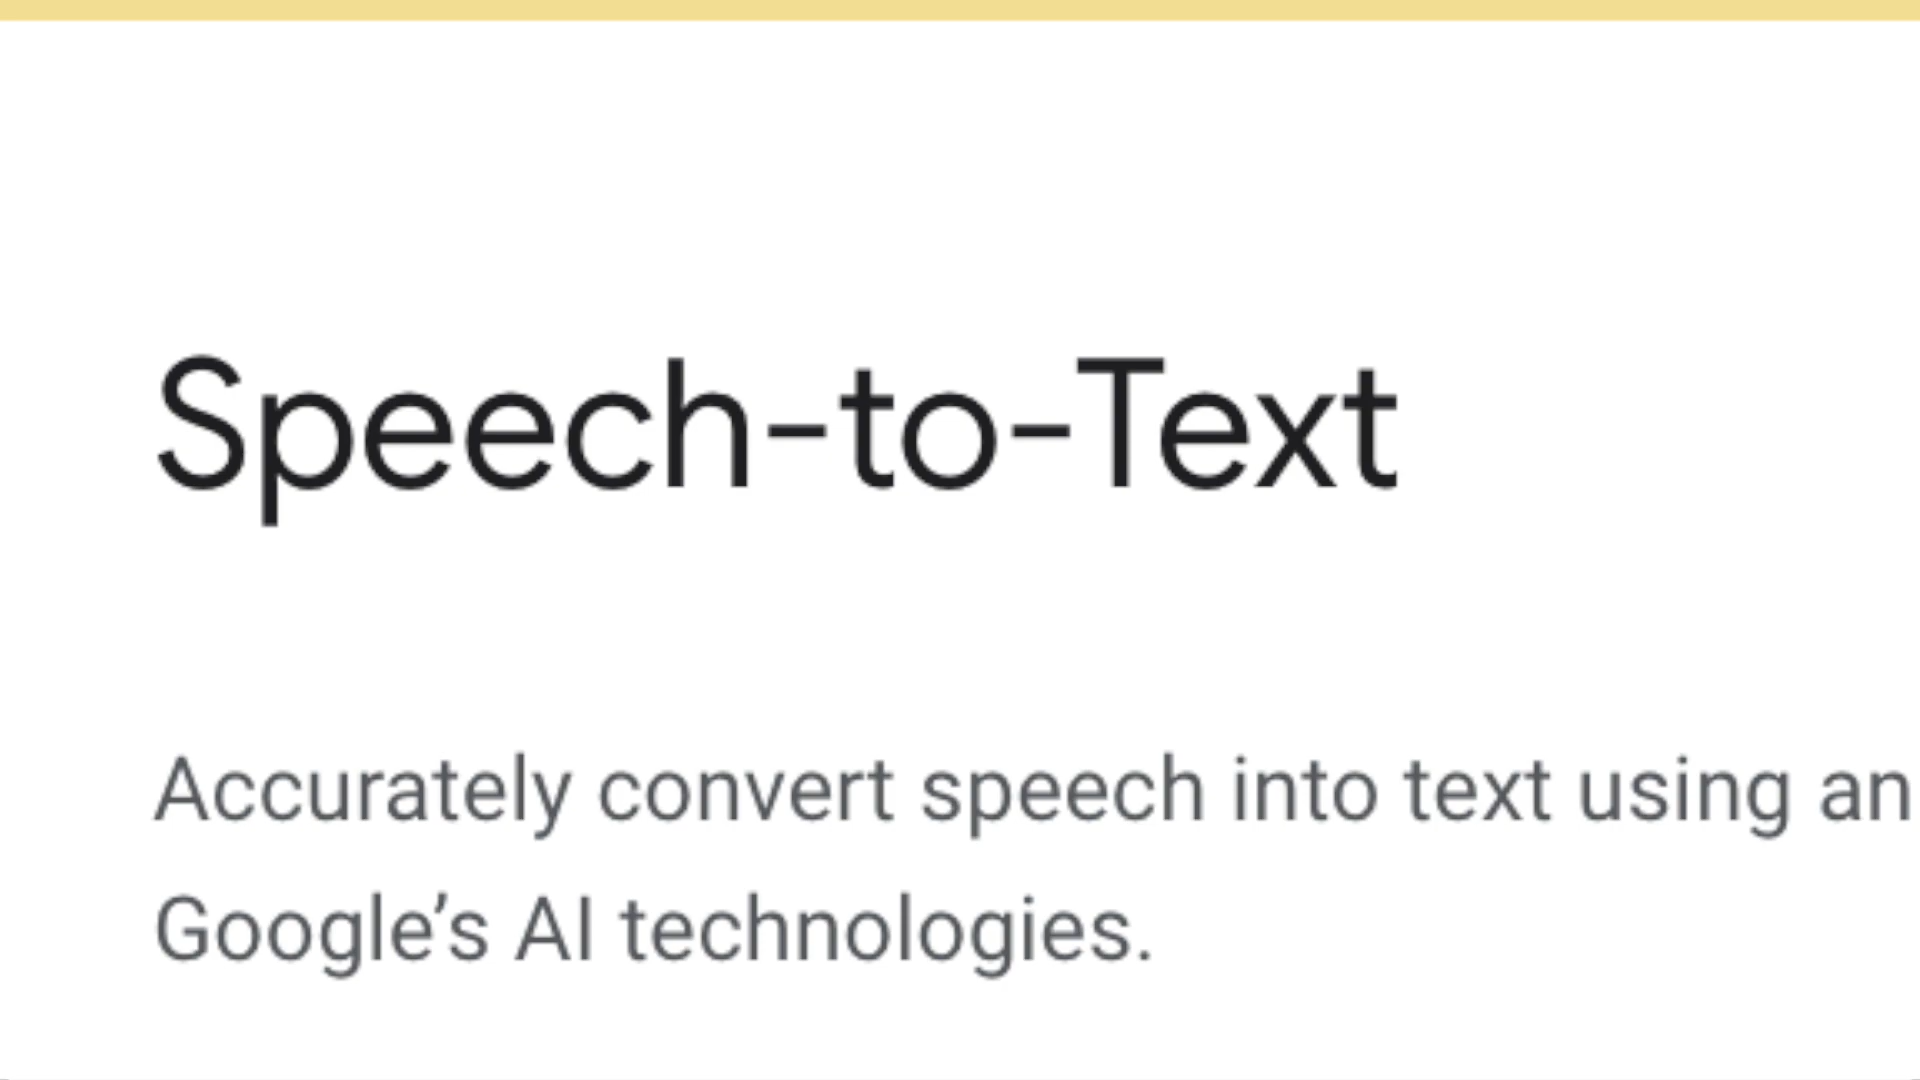 Speech-to-Text
Accurately convert speech into text using an
Google’s AI technologies.